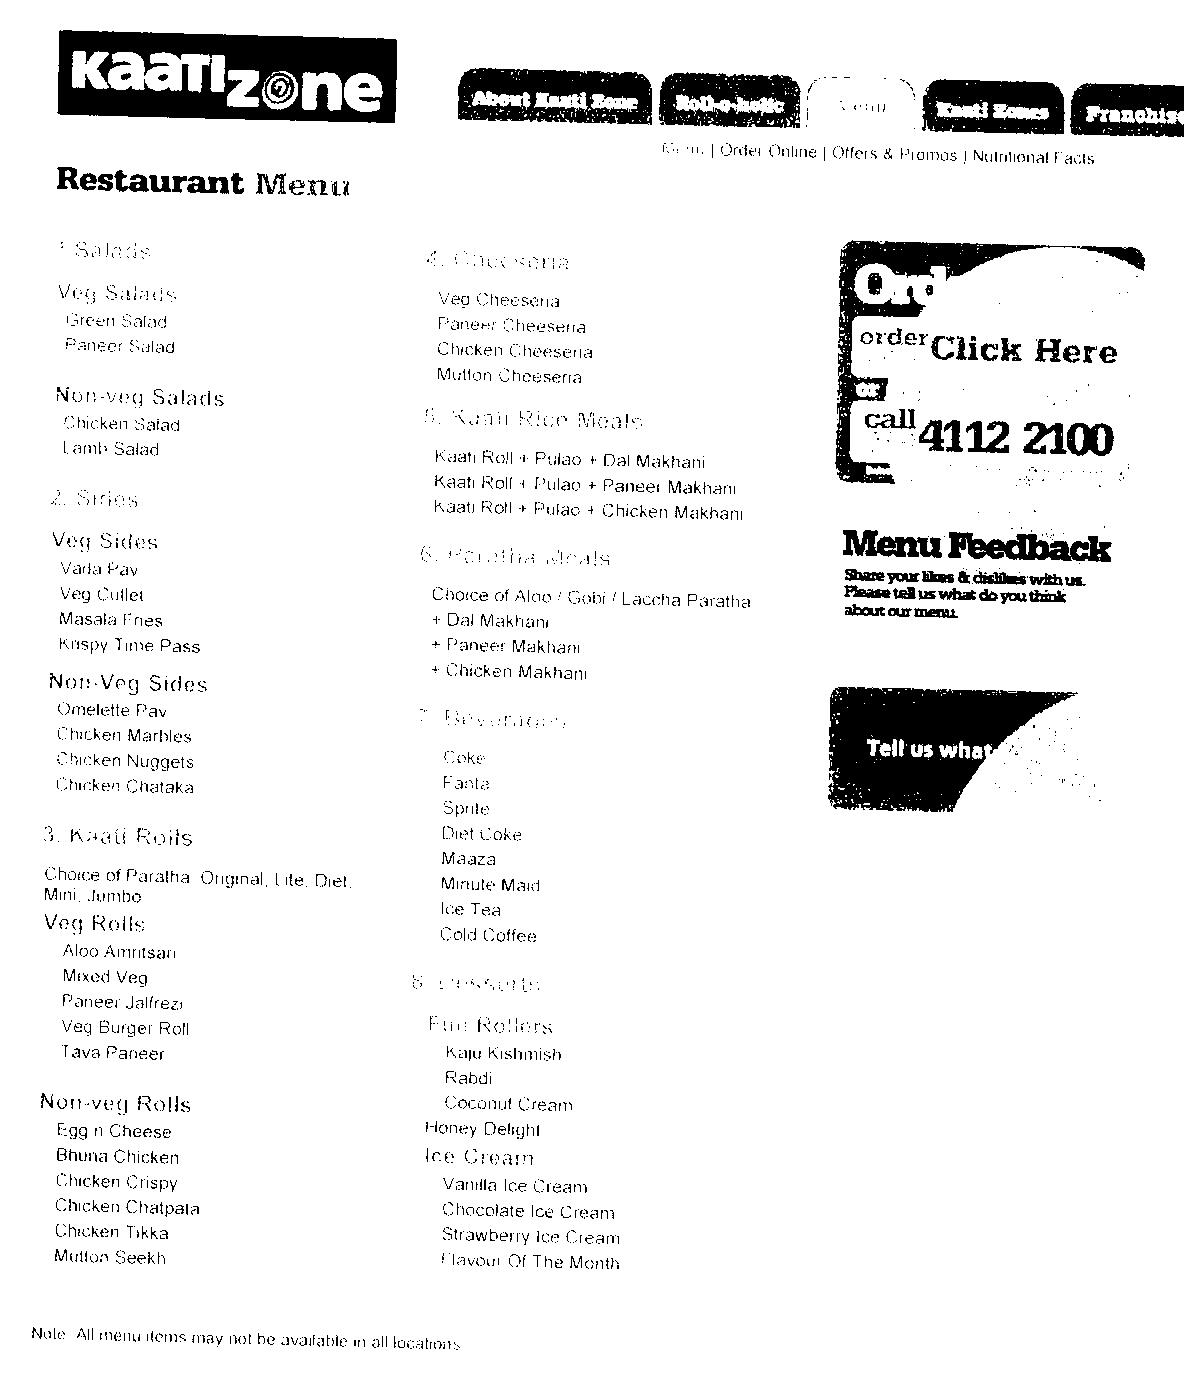 KaaTI zone
About Kaati Zone
Roll-o-holic
Menu
Kaati Zones
Franchise
Menu | Order Online | Offers & Promos | Nutritional Facts
Restaurant Menu
1 Salads
Veg Salads
Green Salad
Paneer Salad
Non-veg Salads
Chicken Salad
Lamb Salad
2. Sides
Veg Sides
Vada Pav
Veg Cutlet
Masala Fries
Krispy Time Pass
Non-Veg Sides
Omelette Pav
Chicken Marbles
Chicken Nuggets
Chicken Chataka
3. Kaati Rolls
Choice of Paratha Original, Lite, Diet,
Mini, Jumbo
Veg Rolls
Aloo Amritsari
Mixed Veg
Paneer Jalfrezi
Veg Burger Roll
Tava Paneer
Non-veg Rolls
Egg n Cheese
Bhuna Chicken
Chicken Crispy
Chicken Chatpata
Chicken Tikka
Mutton Seekh
4. Cheeseria
Veg Cheeseria
Paneer Cheeseria
Chicken Cheeseria
Mutton Cheeseria
5. Kaati Rice Meals
Kaati Roll + Pulao + Dal Makhani
Kaati Roll + Pulao + Paneer Makhani
Kaati Roll + Pulao + Chicken Makhani
6. Paratha Meals
Choice of Aloo / Gobi / Laccha Paratha
+ Dal Makhani
+ Paneer Makhani
+ Chicken Makhani
7. Beverages
Coke
Fanta
Sprite
Diet Coke
Maaza
Minute Maid
Ice Tea
Cold Coffee
8. Desserts
Fun Rollers
Kaju Kishmish
Rabdi
Coconut Cream
Honey Delight
Ice Cream
Vanilla Ice Cream
Chocolate Ice Cream
Strawberry Ice Cream
Flavour Of The Month
Ord
order Click Here
or
call 4112 2100
Menu Feedback
Share your likes & dislikes with us.
Please tell us what do you think
about our menu.
Tell us what
Note: All menu items may not be available in all locations